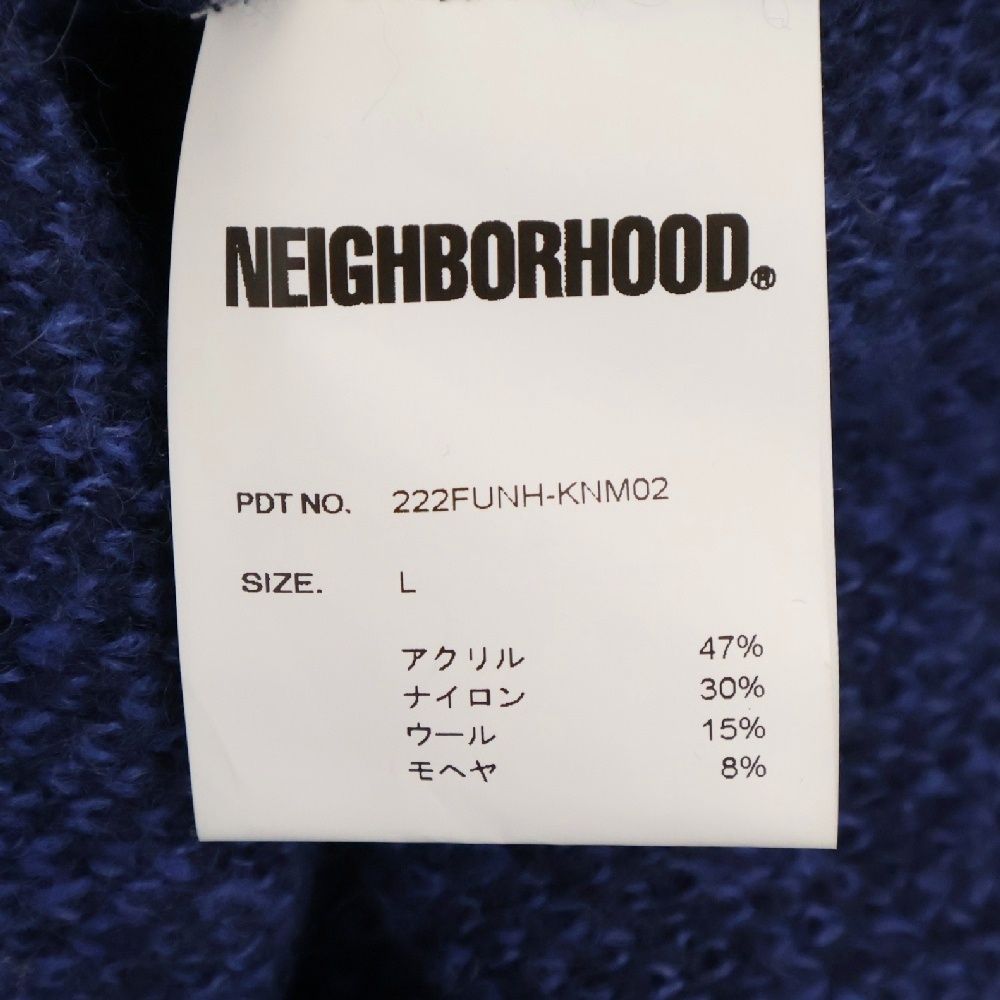 NEIGHBORHOOD®
PDT NO. 222FUNH-KNM02
SIZE. L
アクリル 47%
ナイロン 30%
ウール 15%
モヘヤ 8%